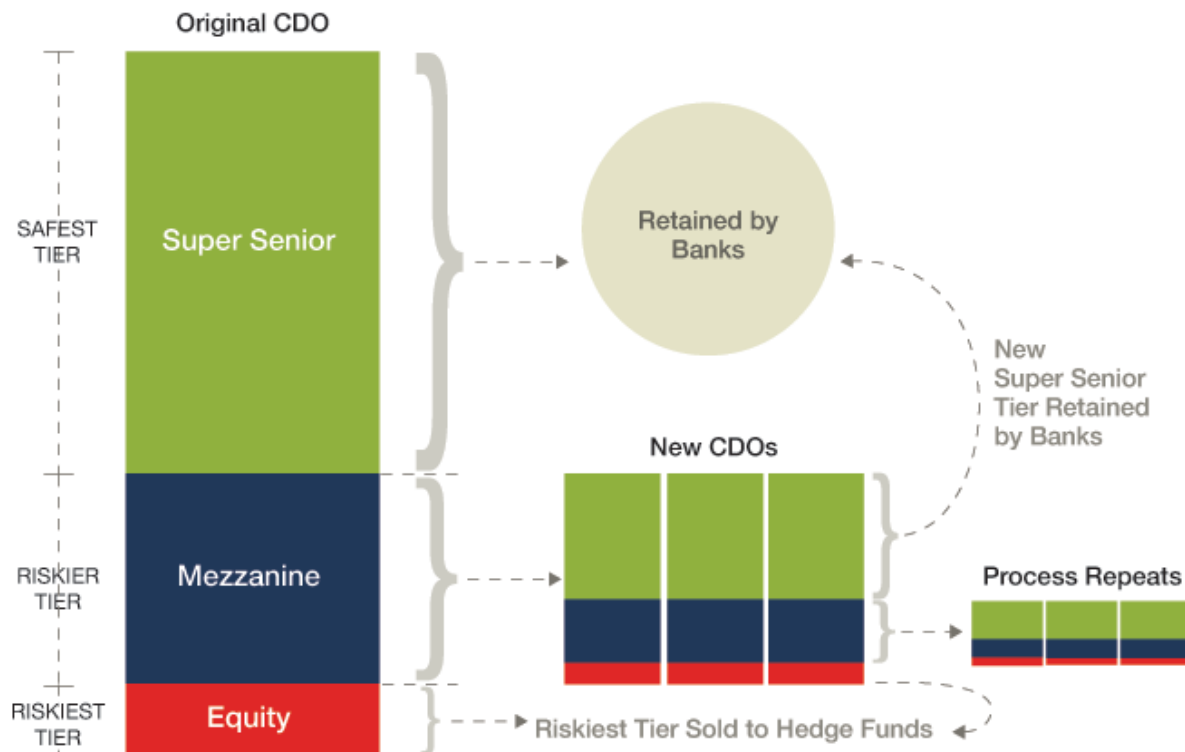 Original CDO
SAFEST
TIER
Super Senior
Retained by
Banks
New
Super Senior
Tier Retained
by Banks
New CDOs
RISKIER
TIER
Mezzanine
Process Repeats
RISKIEST
TIER
Equity
Riskiest Tier Sold to Hedge Funds